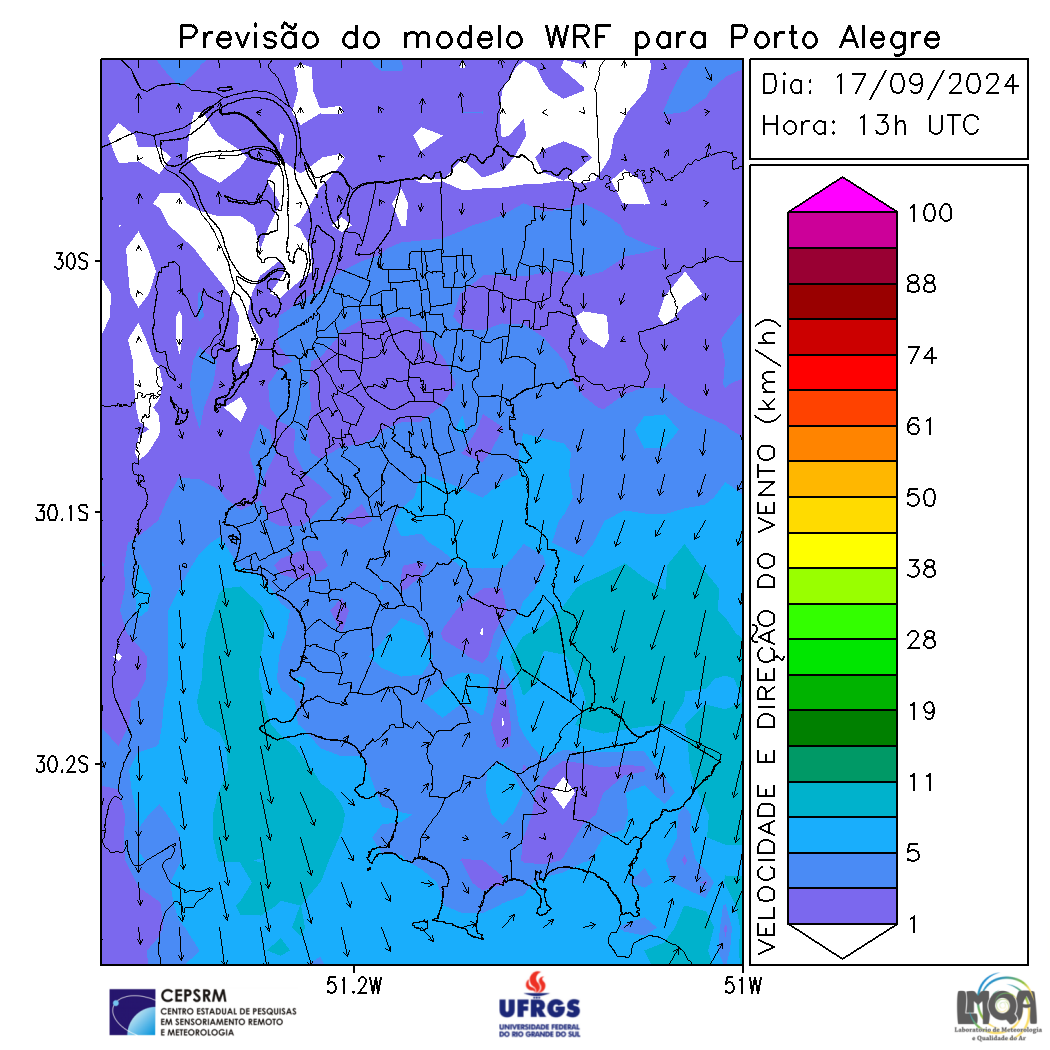 Previsão do modelo WRF para Porto Alegre
Dia: 17/09/2024
Hora: 13h UTC
30S
30.1S
30.2S
51.2W
51W
VELOCIDADE E DIREÇÃO DO VENTO (km/h)
100
88
74
61
50
38
28
19
11
5
1
CEPSRM
CENTRO ESTADUAL DE PESQUISAS
EM SENSORIAMENTO REMOTO
E METEOROLOGIA
UFRGS
UNIVERSIDADE FEDERAL
DO RIO GRANDE DO SUL
LMQA
Laboratório de Meteorologia
e Qualidade do Ar